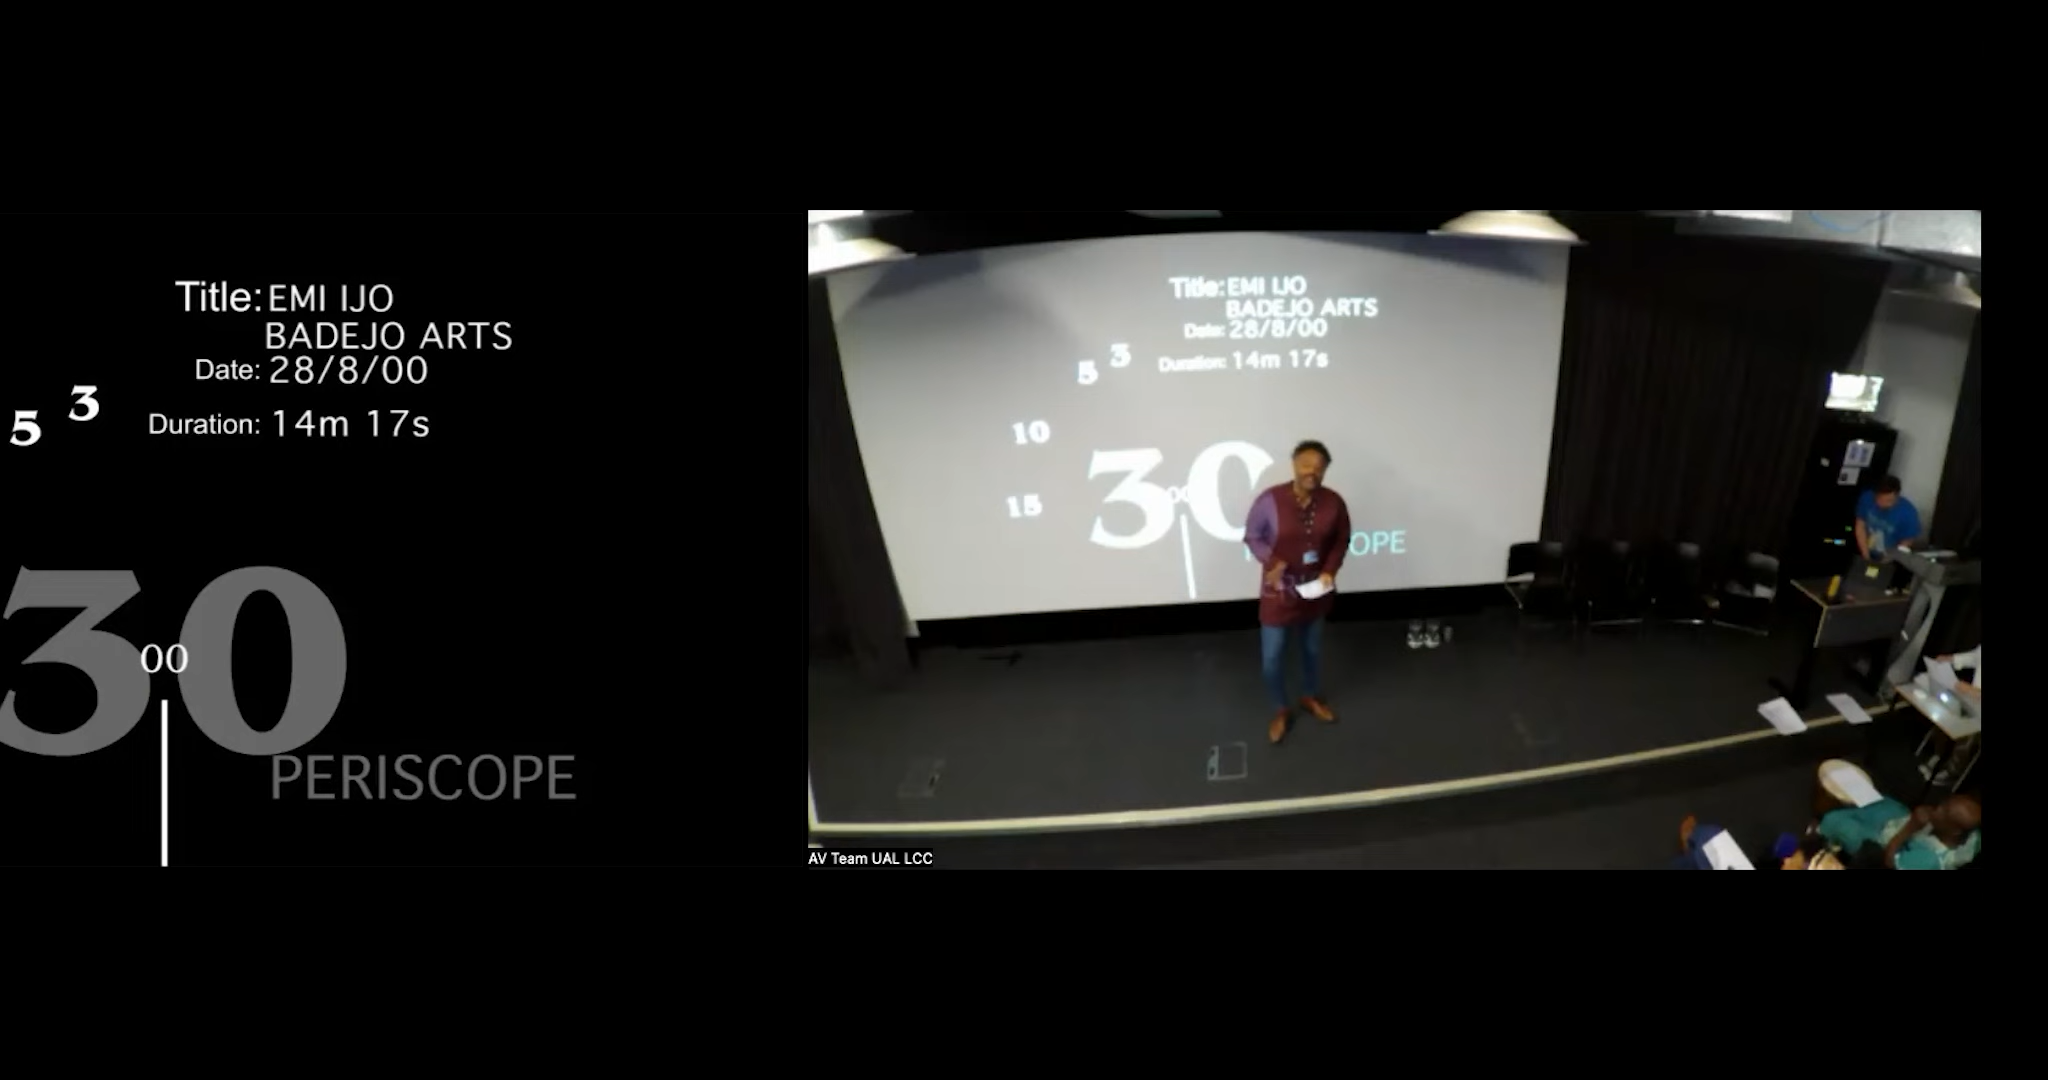 Title: EMI IJO
BADEJO ARTS
Date: 28/8/00
Duration: 14m 17s
5 3
30
00
PERISCOPE
Title: EMI IJO
BADEJO ARTS
Date: 28/8/00
Duration: 14m 17s
5 3
10
15
30
00
OPE
AV Team UAL LCC